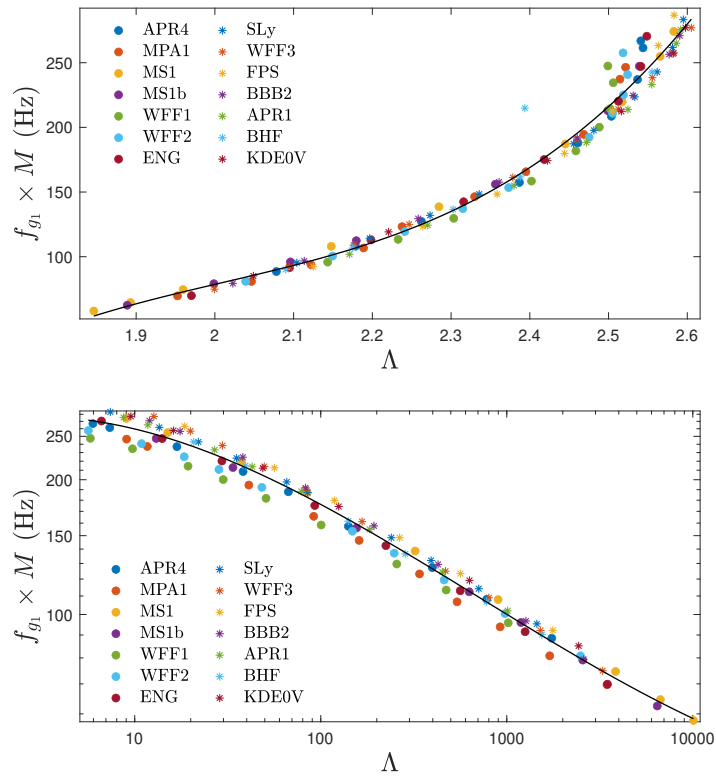 f_{g_1} × M (Hz)
250
200
150
100
APR4 SLy
MPA1 WFF3
MS1 FPS
MS1b BBB2
WFF1 APR1
WFF2 BHF
ENG KDE0V
1.9 2 2.1 2.2 2.3 2.4 2.5 2.6
Λ
f_{g_1} × M (Hz)
250
200
150
100
APR4 SLy
MPA1 WFF3
MS1 FPS
MS1b BBB2
WFF1 APR1
WFF2 BHF
ENG KDE0V
10 100 1000 10000
Λ